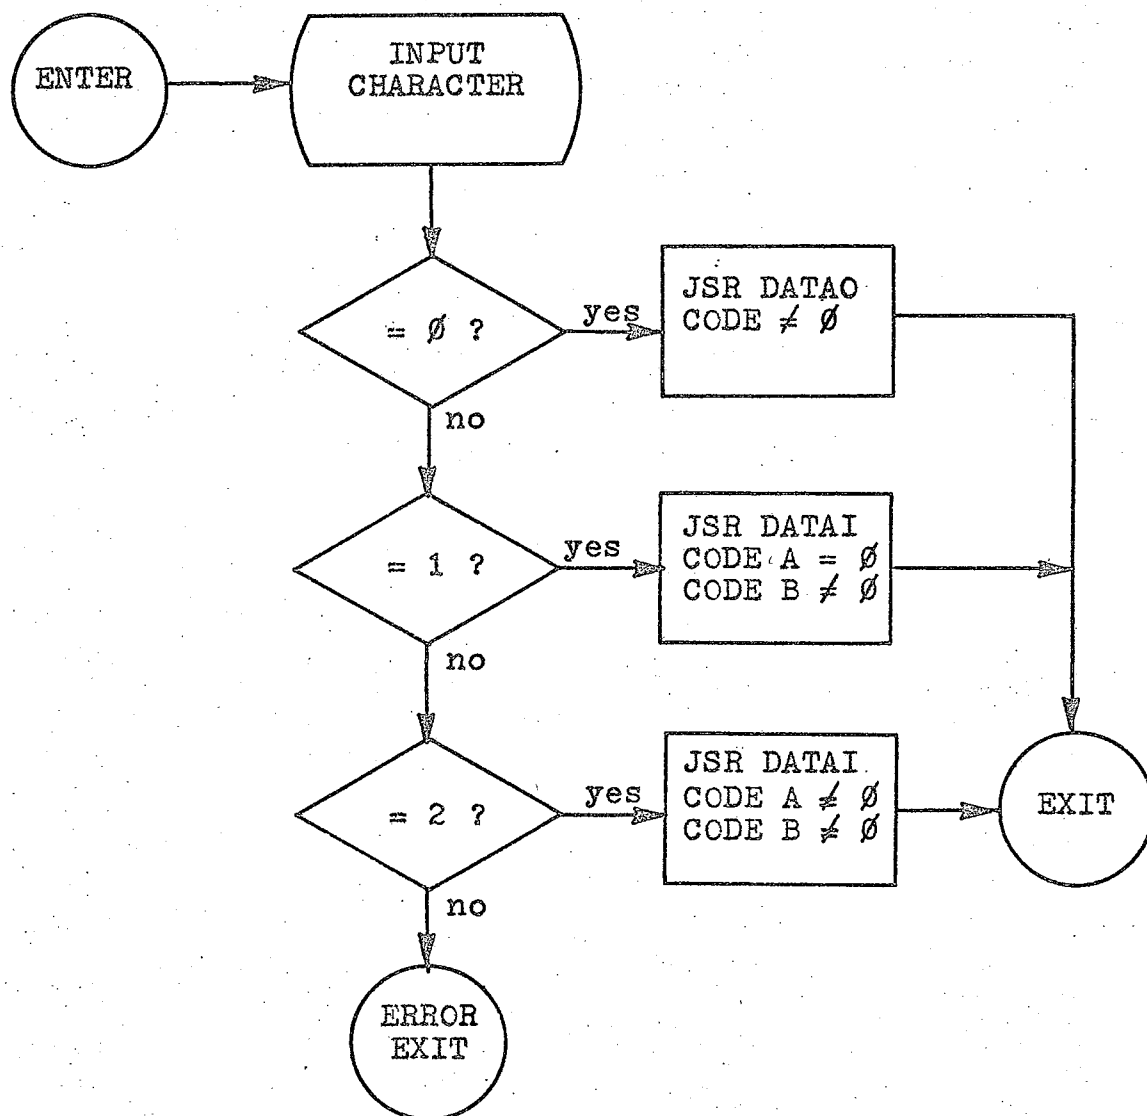 ENTER
INPUT
CHARACTER
= Ø ?
yes
JSR DATAO
CODE ≠ Ø
no
= 1 ?
yes
JSR DATAI
CODE A = Ø
CODE B ≠ Ø
no
= 2 ?
yes
JSR DATAI
CODE A ≠ Ø
CODE B ≠ Ø
EXIT
no
ERROR
EXIT